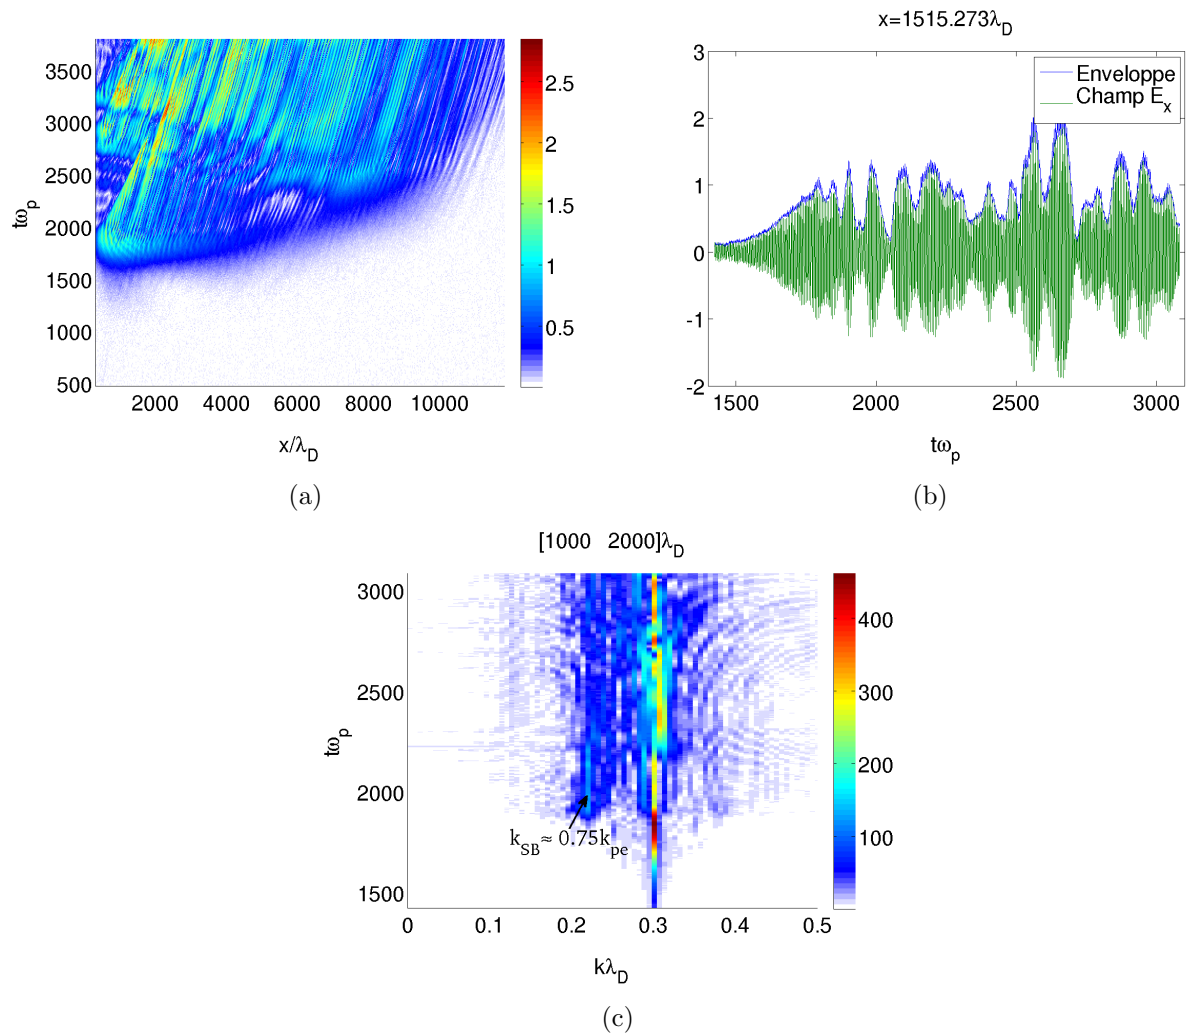 3500
3000
2500
2000
1500
1000
500
tω_p
2000 4000 6000 8000 10000
x/λ_D
2.5
2
1.5
1
0.5
(a)
x=1515.273λ_D
3
2
1
0
-1
-2
Enveloppe
Champ E_x
1500 2000 2500 3000
tω_p
(b)
[1000 2000]λ_D
3000
2500
2000
1500
tω_p
k_SB≈ 0.75k_pe
0 0.1 0.2 0.3 0.4 0.5
kλ_D
400
300
200
100
(c)